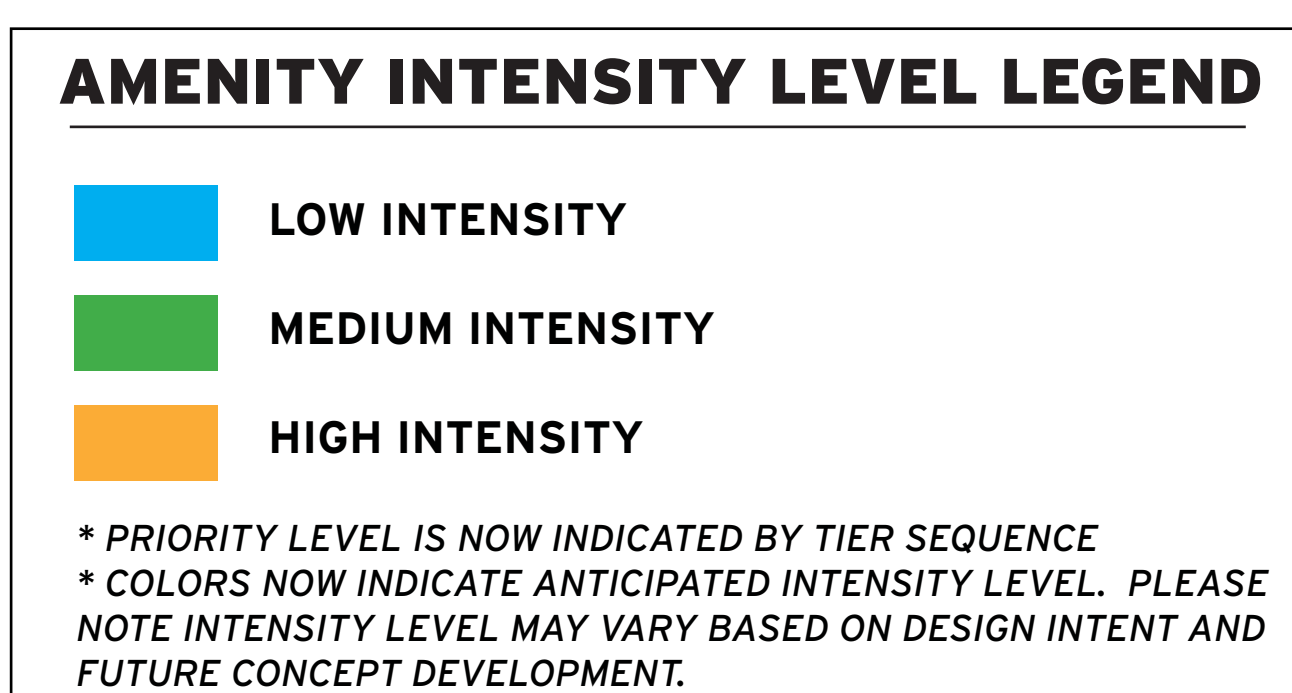 AMENITY INTENSITY LEVEL LEGEND
LOW INTENSITY
MEDIUM INTENSITY
HIGH INTENSITY
* PRIORITY LEVEL IS NOW INDICATED BY TIER SEQUENCE
* COLORS NOW INDICATE ANTICIPATED INTENSITY LEVEL.  PLEASE
NOTE INTENSITY LEVEL MAY VARY BASED ON DESIGN INTENT AND
FUTURE CONCEPT DEVELOPMENT.